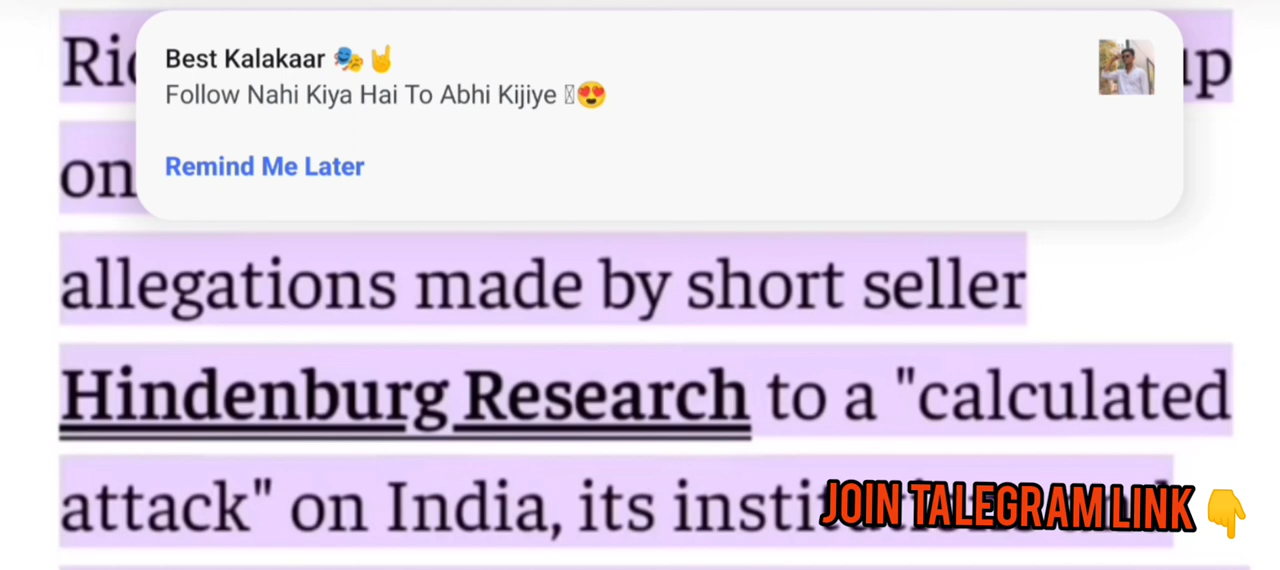 Best Kalakaar 🎭🤘
Follow Nahi Kiya Hai To Abhi Kijiye 😍
Remind Me Later
on
allegations made by short seller
Hindenburg Research to a "calculated
attack" on India, its
JOIN TALEGRAM LINK 👇